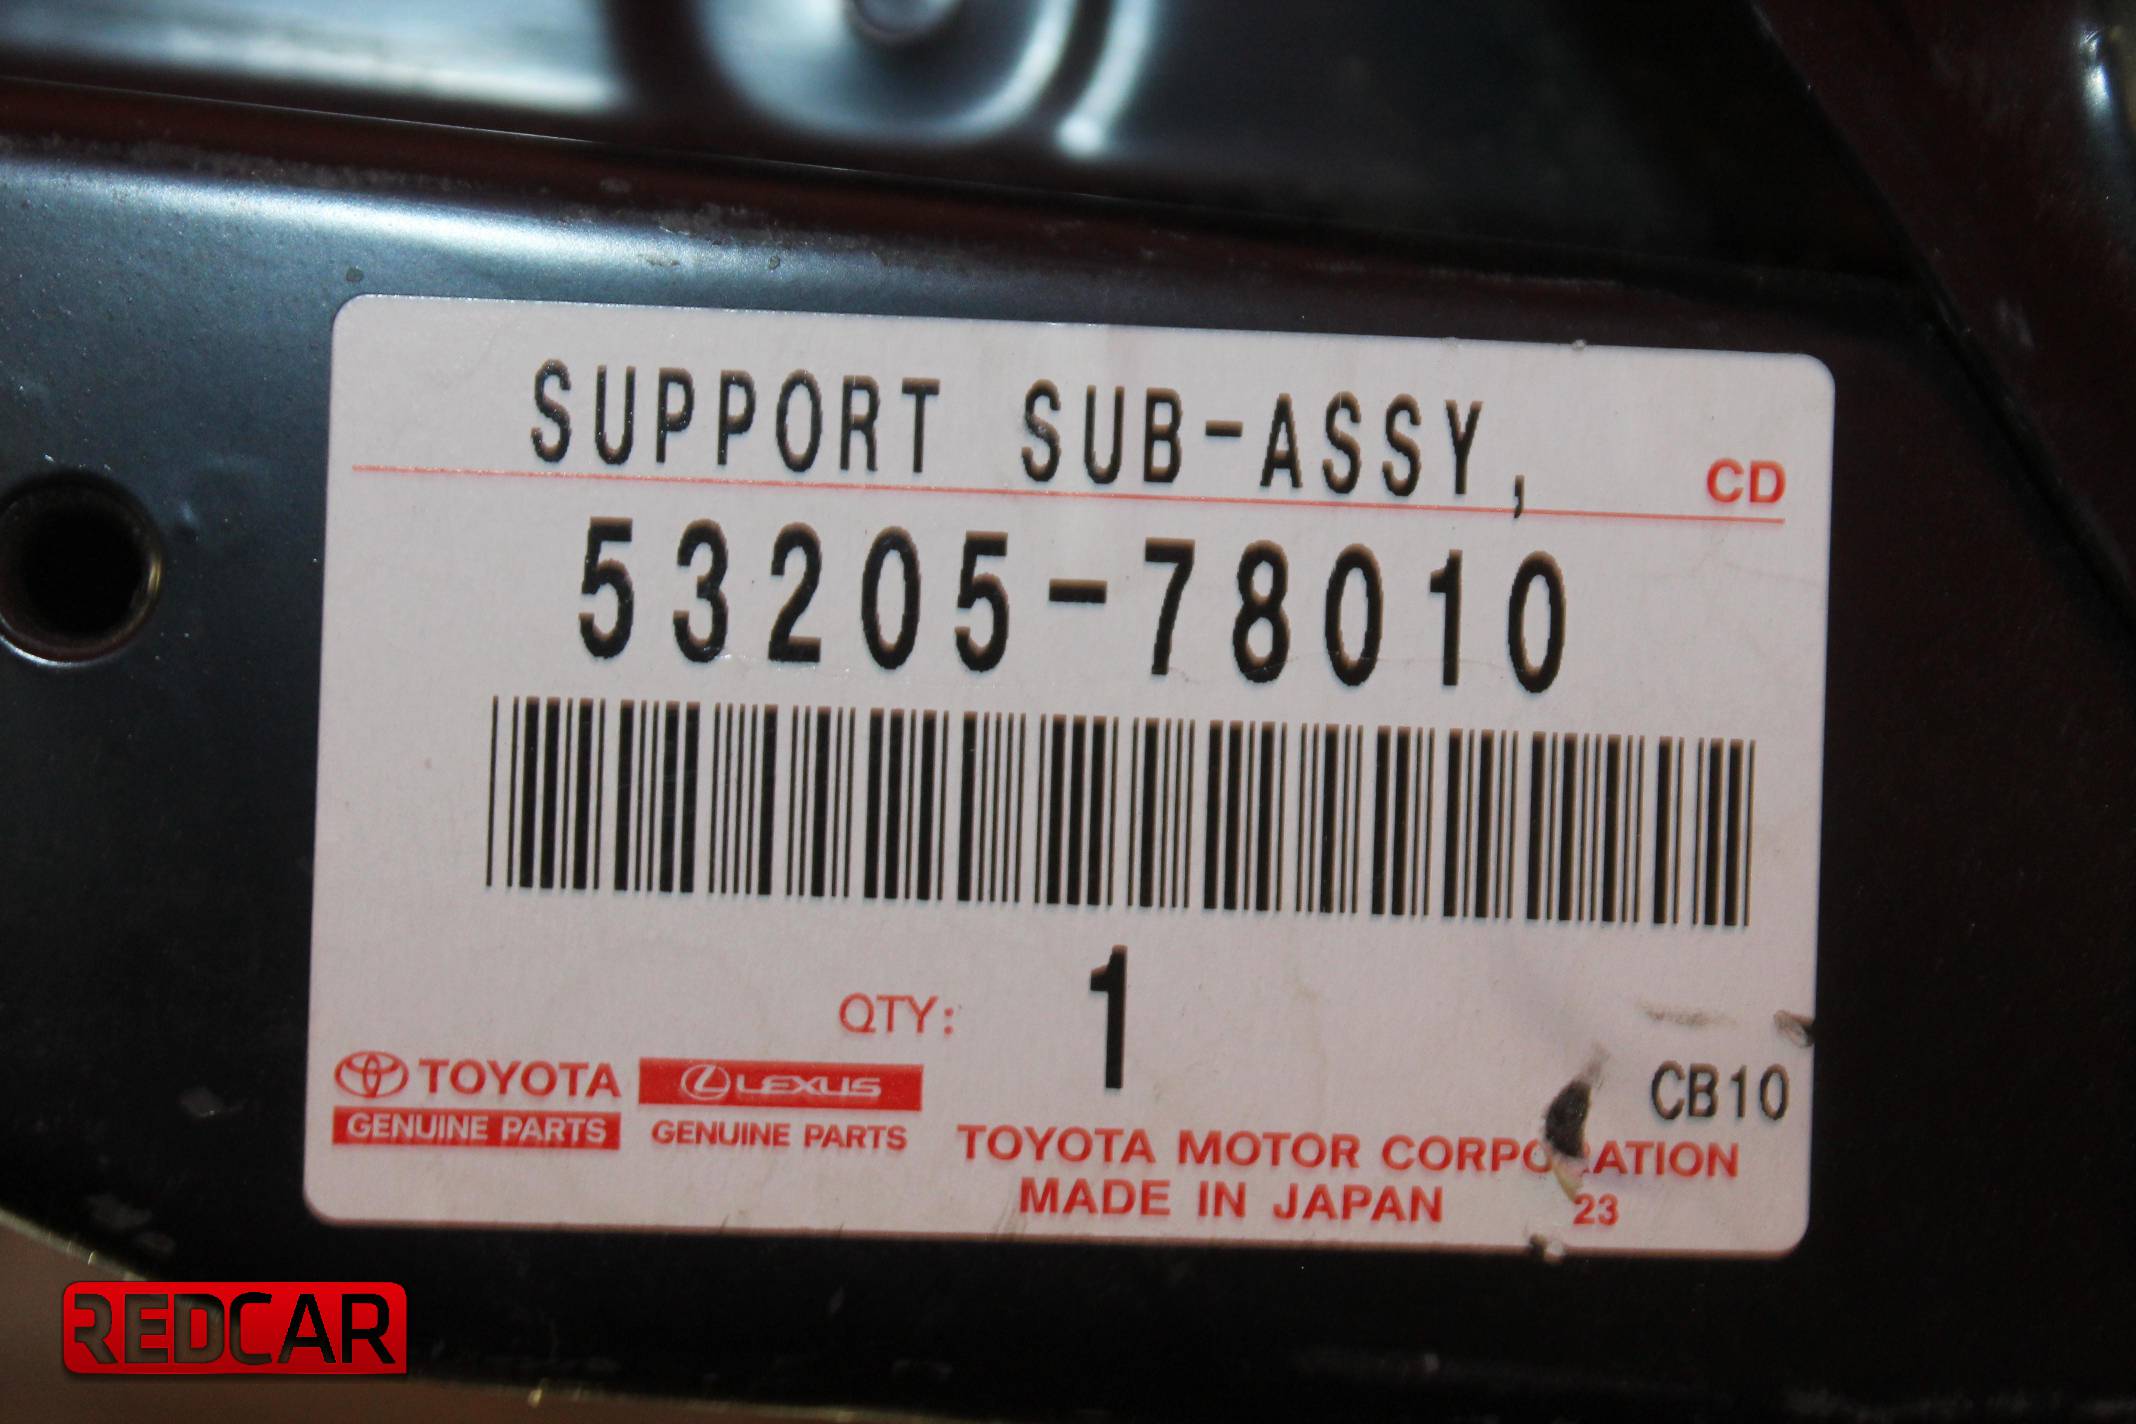 SUPPORT SUB-ASSY,
CD
53205-78010
QTY: 1
CB10
TOYOTA LEXUS
GENUINE PARTS GENUINE PARTS
TOYOTA MOTOR CORPORATION
MADE IN JAPAN 23
REDCAR